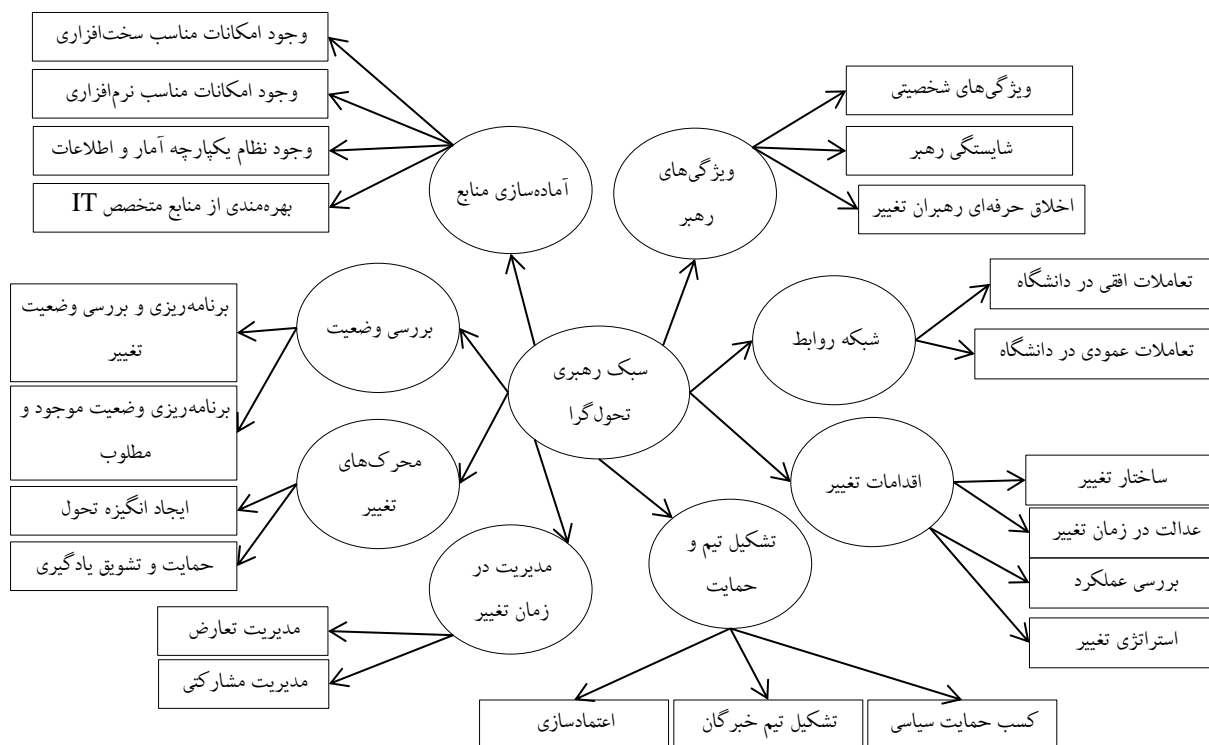 وجود امکانات مناسب سخت‌افزاری
وجود امکانات مناسب نرم‌افزاری
وجود نظام یکپارچه آمار و اطلاعات
بهره‌مندی از منابع متخصص IT
آماده‌سازی منابع
ویژگی‌های
رهبر
ویژگی‌های شخصیتی
شایستگی رهبر
اخلاق حرفه‌ای رهبران تغییر
شبکه روابط
تعاملات افقی در دانشگاه
تعاملات عمودی در دانشگاه
سبک رهبری
تحول‌گرا
بررسی وضعیت
برنامه‌ریزی و بررسی وضعیت
تغییر
برنامه‌ریزی وضعیت موجود و
مطلوب
محرک‌های
تغییر
ایجاد انگیزه تحول
حمایت و تشویق یادگیری
اقدامات تغییر
ساختار تغییر
عدالت در زمان تغییر
بررسی عملکرد
استراتژی تغییر
مدیریت در
زمان تغییر
مدیریت تعارض
مدیریت مشارکتی
تشکیل تیم و
حمایت
کسب حمایت سیاسی
تشکیل تیم خبرگان
اعتمادسازی